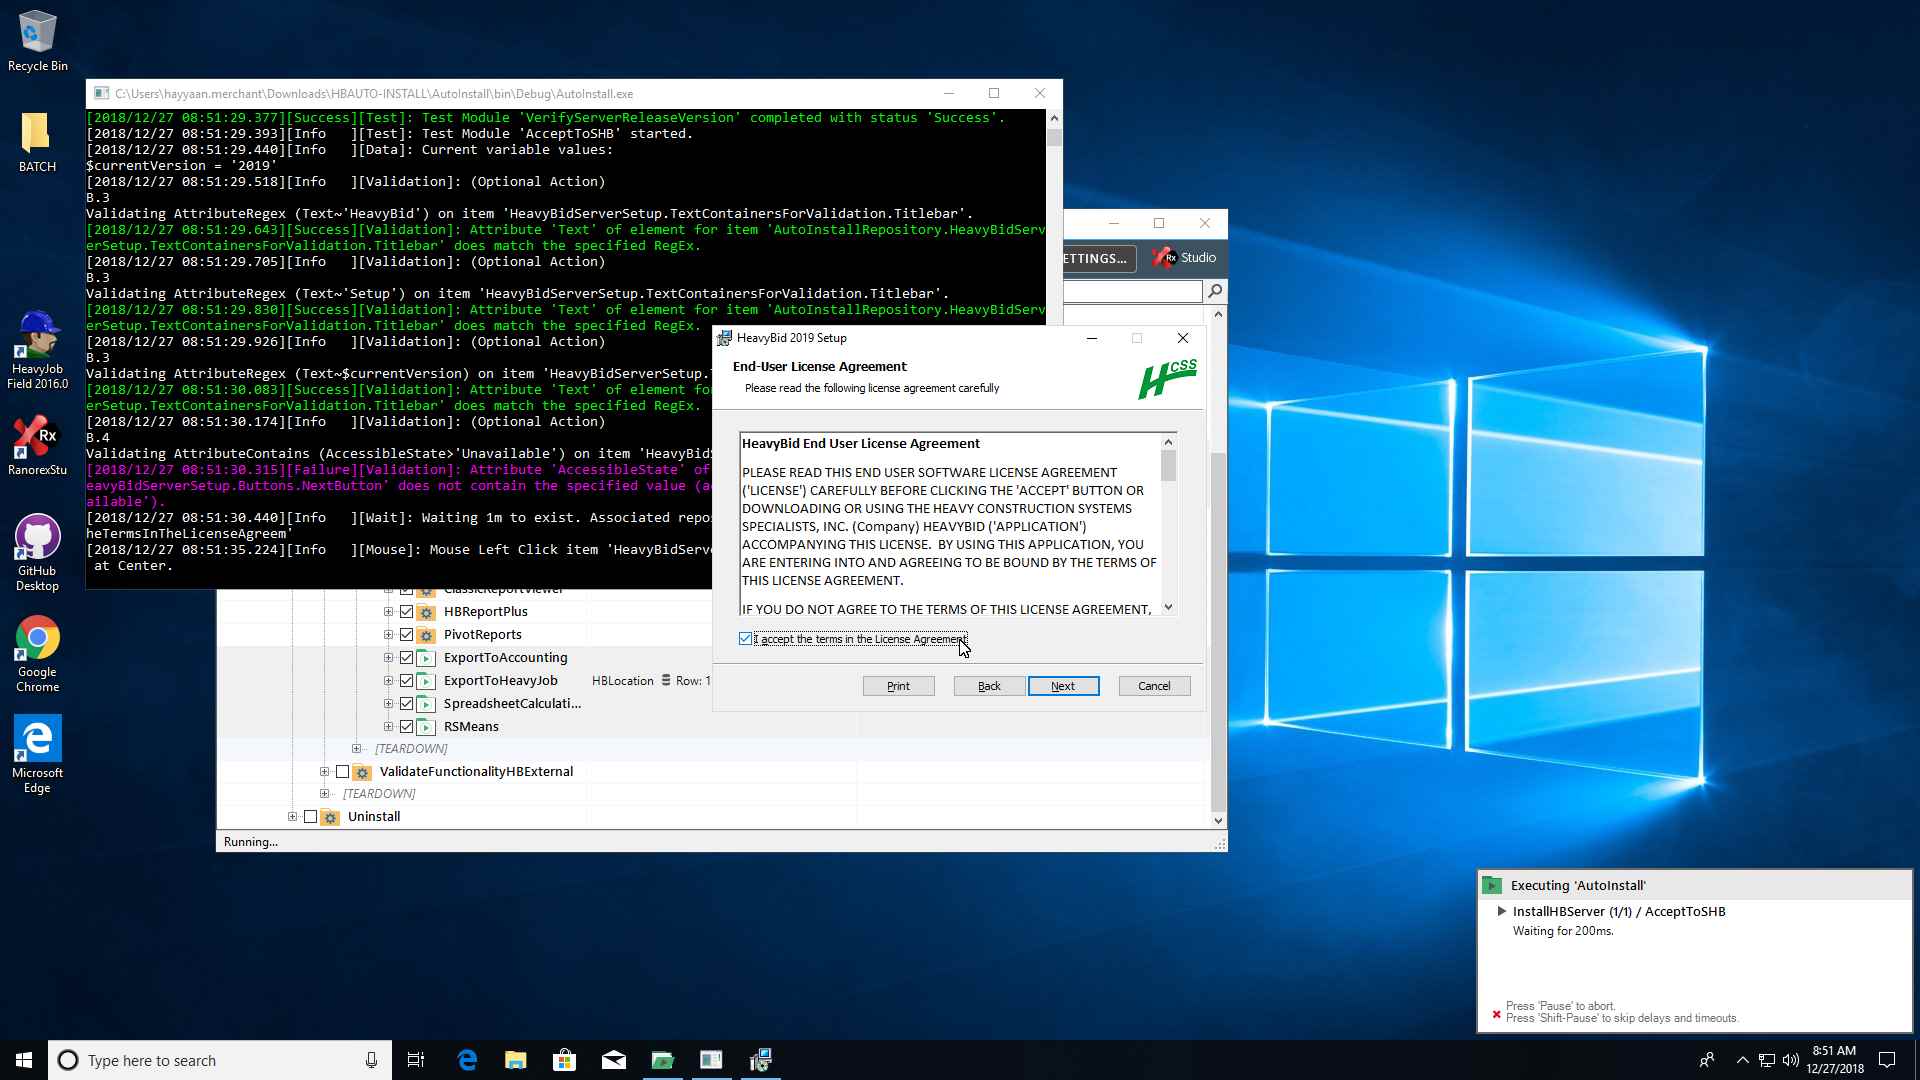 Recycle Bin
BATCH
HeavyJob
Field 2016.0
RanorexStu
GitHub
Desktop
Google
Chrome
Microsoft
Edge
C:\Users\hayyaan.merchant\Downloads\HBAUTO-INSTALL\AutoInstall\bin\Debug\AutoInstall.exe
[2018/12/27 08:51:29.377][Success][Test]: Test Module 'VerifyServerReleaseVersion' completed with status 'Success'.
[2018/12/27 08:51:29.393][Info   ][Test]: Test Module 'AcceptToSHB' started.
[2018/12/27 08:51:29.440][Info   ][Data]: Current variable values:
$currentVersion = '2019'
[2018/12/27 08:51:29.518][Info   ][Validation]: (Optional Action)
B.3
Validating AttributeRegex (Text~'HeavyBid') on item 'HeavyBidServerSetup.TextContainersForValidation.Titlebar'.
[2018/12/27 08:51:29.643][Success][Validation]: Attribute 'Text' of element for item 'AutoInstallRepository.HeavyBidServ
erSetup.TextContainersForValidation.Titlebar' does match the specified RegEx.
[2018/12/27 08:51:29.705][Info   ][Validation]: (Optional Action)
B.3
Validating AttributeRegex (Text~'Setup') on item 'HeavyBidServerSetup.TextContainersForValidation.Titlebar'.
[2018/12/27 08:51:29.830][Success][Validation]: Attribute 'Text' of element for item 'AutoInstallRepository.HeavyBidServ
erSetup.TextContainersForValidation.Titlebar' does match the specified RegEx.
[2018/12/27 08:51:29.926][Info   ][Validation]: (Optional Action)
B.3
Validating AttributeRegex (Text~$currentVersion) on item 'HeavyBidServerSetup.
[2018/12/27 08:51:30.083][Success][Validation]: Attribute 'Text' of element fo
erSetup.TextContainersForValidation.Titlebar' does match the specified RegEx.
[2018/12/27 08:51:30.174][Info   ][Validation]: (Optional Action)
B.4
Validating AttributeContains (AccessibleState>'Unavailable') on item 'HeavyBid
[2018/12/27 08:51:30.315][Failure][Validation]: Attribute 'AccessibleState' of
eavyBidServerSetup.Buttons.NextButton' does not contain the specified value (a
ailable').
[2018/12/27 08:51:30.440][Info   ][Wait]: Waiting 1m to exist. Associated repo
heTermsInTheLicenseAgreem'
[2018/12/27 08:51:35.224][Info   ][Mouse]: Mouse Left Click item 'HeavyBidServ
 at Center.
ETTINGS...
Rx Studio
HeavyBid 2019 Setup
End-User License Agreement
Please read the following license agreement carefully
HCSS
HeavyBid End User License Agreement
PLEASE READ THIS END USER SOFTWARE LICENSE AGREEMENT
('LICENSE') CAREFULLY BEFORE CLICKING THE 'ACCEPT' BUTTON OR
DOWNLOADING OR USING THE HEAVY CONSTRUCTION SYSTEMS
SPECIALISTS, INC. (Company) HEAVYBID ('APPLICATION')
ACCOMPANYING THIS LICENSE.  BY USING THIS APPLICATION, YOU
ARE ENTERING INTO AND AGREEING TO BE BOUND BY THE TERMS OF
THIS LICENSE AGREEMENT.
IF YOU DO NOT AGREE TO THE TERMS OF THIS LICENSE AGREEMENT,
I accept the terms in the License Agreement
Print
Back
Next
Cancel
ClassicReportViewer
HBReportPlus
PivotReports
ExportToAccounting
ExportToHeavyJob HBLocation Row: 1
SpreadsheetCalculati...
RSMeans
[TEARDOWN]
ValidateFunctionalityHBExternal
[TEARDOWN]
Uninstall
Running...
Executing 'AutoInstall'
InstallHBServer (1/1) / AcceptToSHB
Waiting for 200ms.
Press 'Pause' to abort.
Press 'Shift-Pause' to skip delays and timeouts.
Type here to search
8:51 AM
12/27/2018